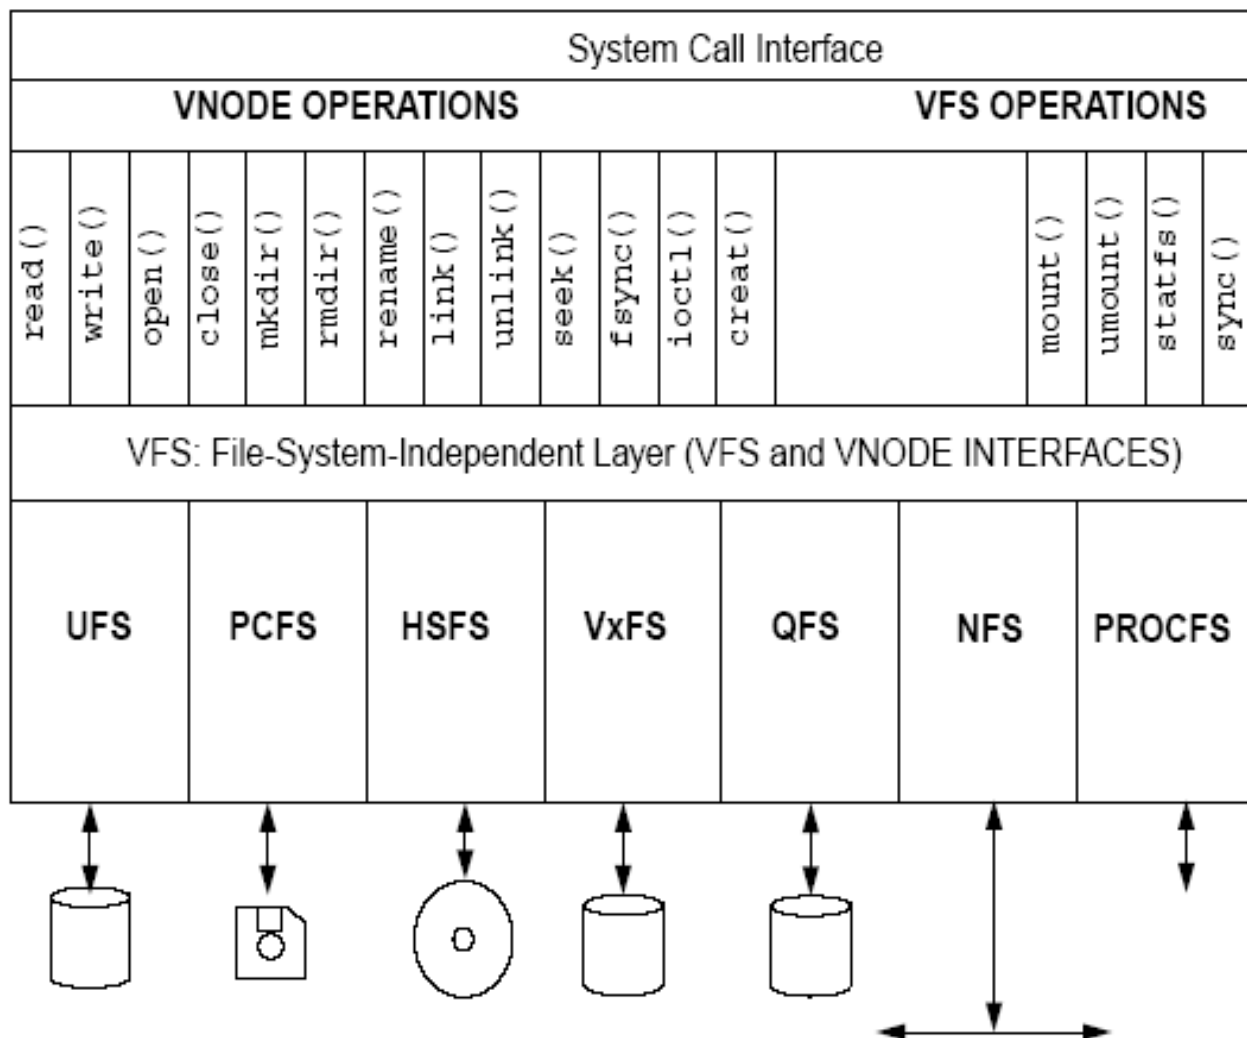 System Call Interface
VNODE OPERATIONS
VFS OPERATIONS
read()
write()
open()
close()
mkdir()
rmdir()
rename()
link()
unlink()
seek()
fsync()
ioctl()
creat()
mount()
umount()
statfs()
sync()
VFS: File-System-Independent Layer (VFS and VNODE INTERFACES)
UFS
PCFS
HSFS
VxFS
QFS
NFS
PROCFS